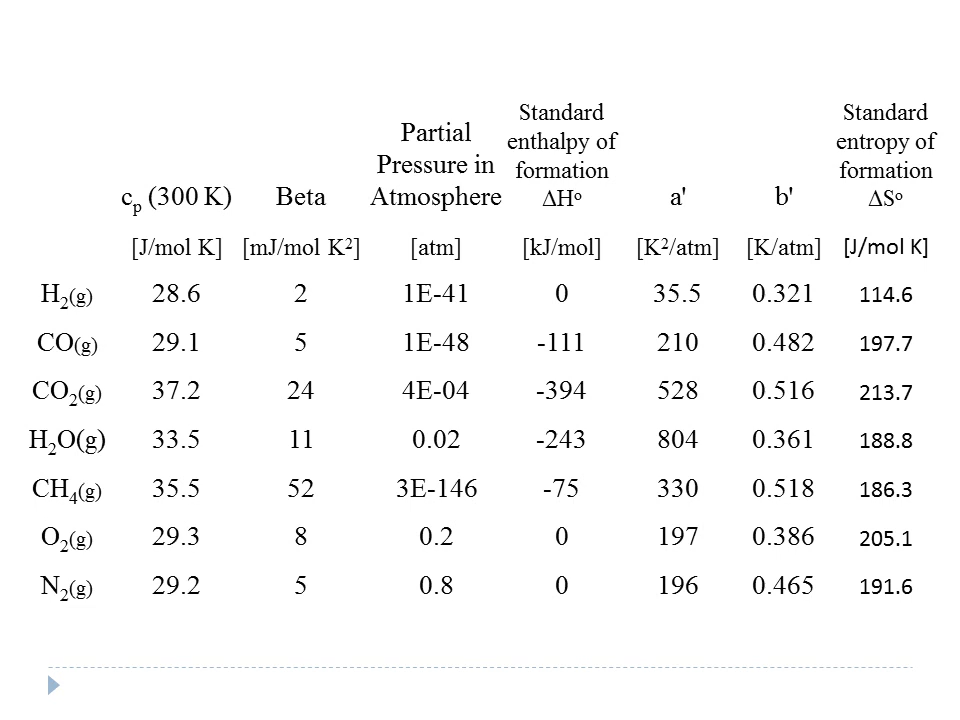 Standard Standard
Partial enthalpy of entropy of
Pressure in formation formation
cp (300 K) Beta Atmosphere ΔHº a' b' ΔSº
[J/mol K] [mJ/mol K²] [atm] [kJ/mol] [K²/atm] [K/atm] [J/mol K]
H₂(g) 28.6 2 1E-41 0 35.5 0.321 114.6
CO(g) 29.1 5 1E-48 -111 210 0.482 197.7
CO₂(g) 37.2 24 4E-04 -394 528 0.516 213.7
H₂O(g) 33.5 11 0.02 -243 804 0.361 188.8
CH₄(g) 35.5 52 3E-146 -75 330 0.518 186.3
O₂(g) 29.3 8 0.2 0 197 0.386 205.1
N₂(g) 29.2 5 0.8 0 196 0.465 191.6